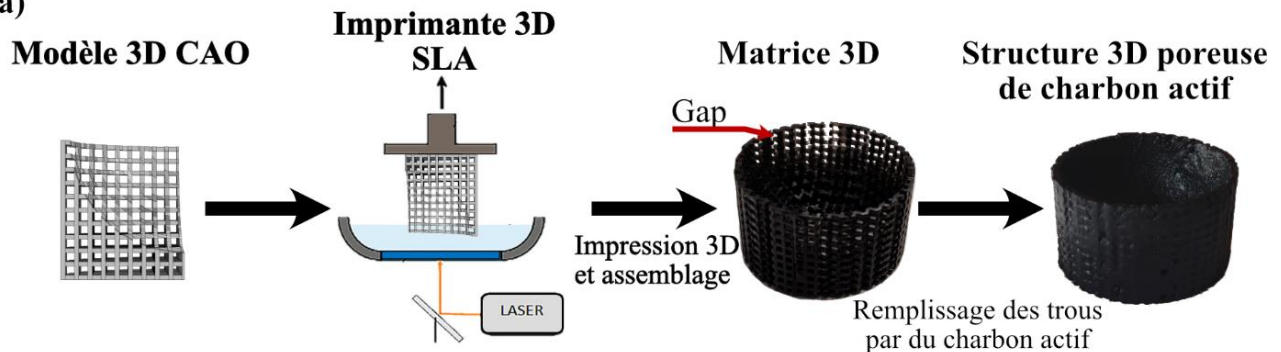 a)
Modèle 3D CAO
Imprimante 3D
SLA
Matrice 3D
Structure 3D poreuse
de charbon actif
Gap
LASER
Impression 3D
et assemblage
Remplissage des trous
par du charbon actif